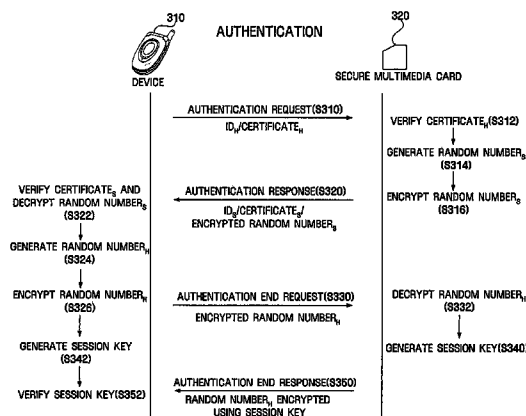 310
AUTHENTICATION
320
DEVICE
SECURE MULTIMEDIA CARD
AUTHENTICATION REQUEST(S310)
ID_H/CERTIFICATE_H
VERIFY CERTIFICATE_H(S312)
GENERATE RANDOM NUMBER_S
(S314)
ENCRYPT RANDOM NUMBER_S
(S316)
AUTHENTICATION RESPONSE(S320)
ID_S/CERTIFICATE_S/
ENCRYPTED RANDOM NUMBER_S
VERIFY CERTIFICATE_S AND
DECRYPT RANDOM NUMBER_S
(S322)
GENERATE RANDOM NUMBER_H
(S324)
ENCRYPT RANDOM NUMBER_H
(S326)
AUTHENTICATION END REQUEST(S330)
ENCRYPTED RANDOM NUMBER_H
DECRYPT RANDOM NUMBER_H
(S332)
GENERATE SESSION KEY
(S342)
GENERATE SESSION KEY(S340)
VERIFY SESSION KEY(S352)
AUTHENTICATION END RESPONSE(S350)
RANDOM NUMBER_H ENCRYPTED
USING SESSION KEY